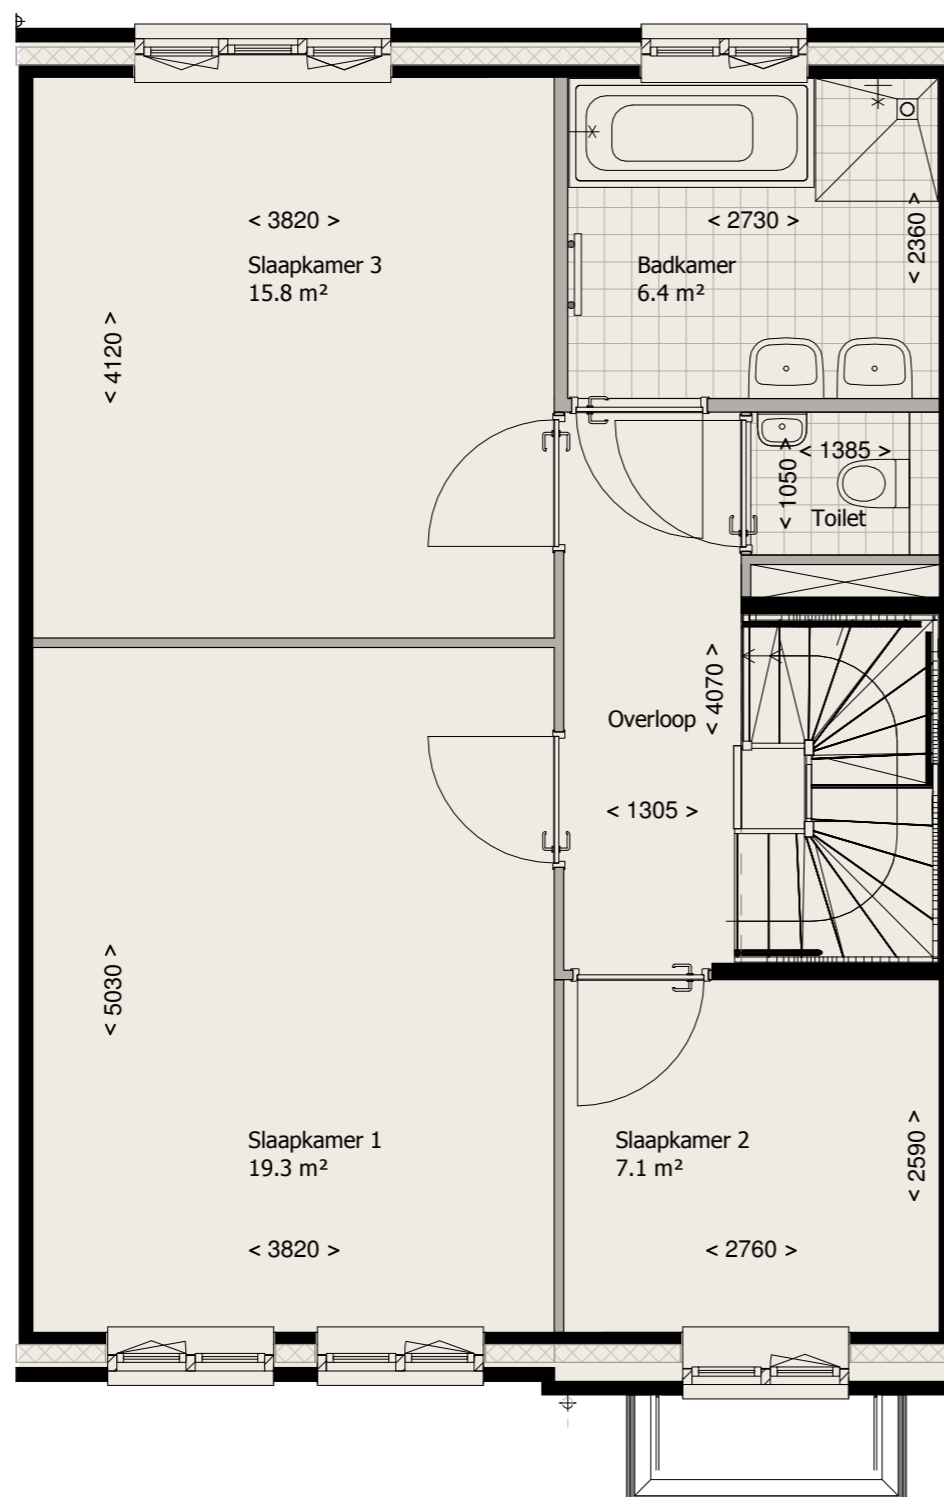 < 3820 >
Slaapkamer 3
15.8 m²
< 4120 >
< 2730 >
< 2360 >
Badkamer
6.4 m²
< 1385 >
< 1050 >
Toilet
< 4070 >
Overloop
< 1305 >
< 5030 >
Slaapkamer 1
19.3 m²
< 3820 >
Slaapkamer 2
7.1 m²
< 2590 >
< 2760 >